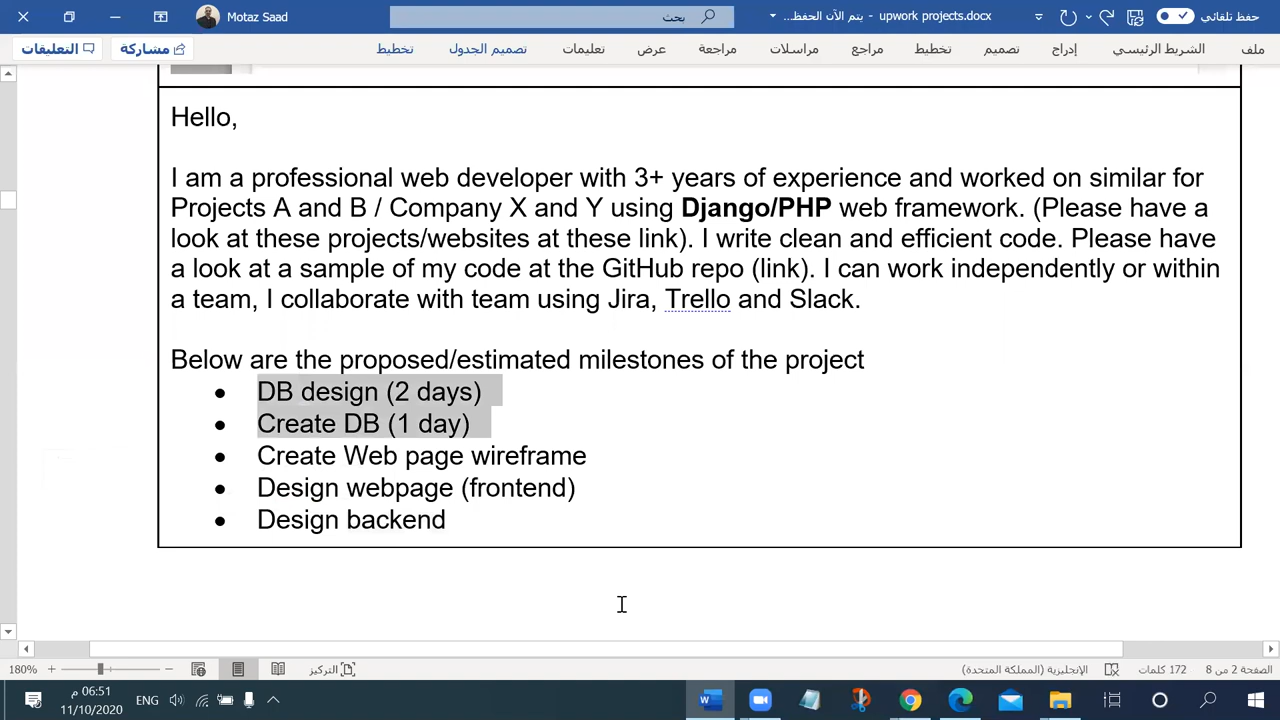 Motaz Saad
بحث
upwork projects.docx - يتم الآن الحفظ...
حفظ تلقائي
ملف الشريط الرئيسي إدراج تصميم تخطيط مراجع مراسلات مراجعة عرض تعليمات تصميم الجدول تخطيط
مشاركة
التعليقات
Hello,
I am a professional web developer with 3+ years of experience and worked on similar for
Projects A and B / Company X and Y using Django/PHP web framework. (Please have a
look at these projects/websites at these link). I write clean and efficient code. Please have
a look at a sample of my code at the GitHub repo (link). I can work independently or within
a team, I collaborate with team using Jira, Trello and Slack.
Below are the proposed/estimated milestones of the project
• DB design (2 days)
• Create DB (1 day)
• Create Web page wireframe
• Design webpage (frontend)
• Design backend
الصفحة 2 من 8
172 كلمات
الإنجليزية (المملكة المتحدة)
التركيز
180%
06:51 م
11/10/2020
ENG